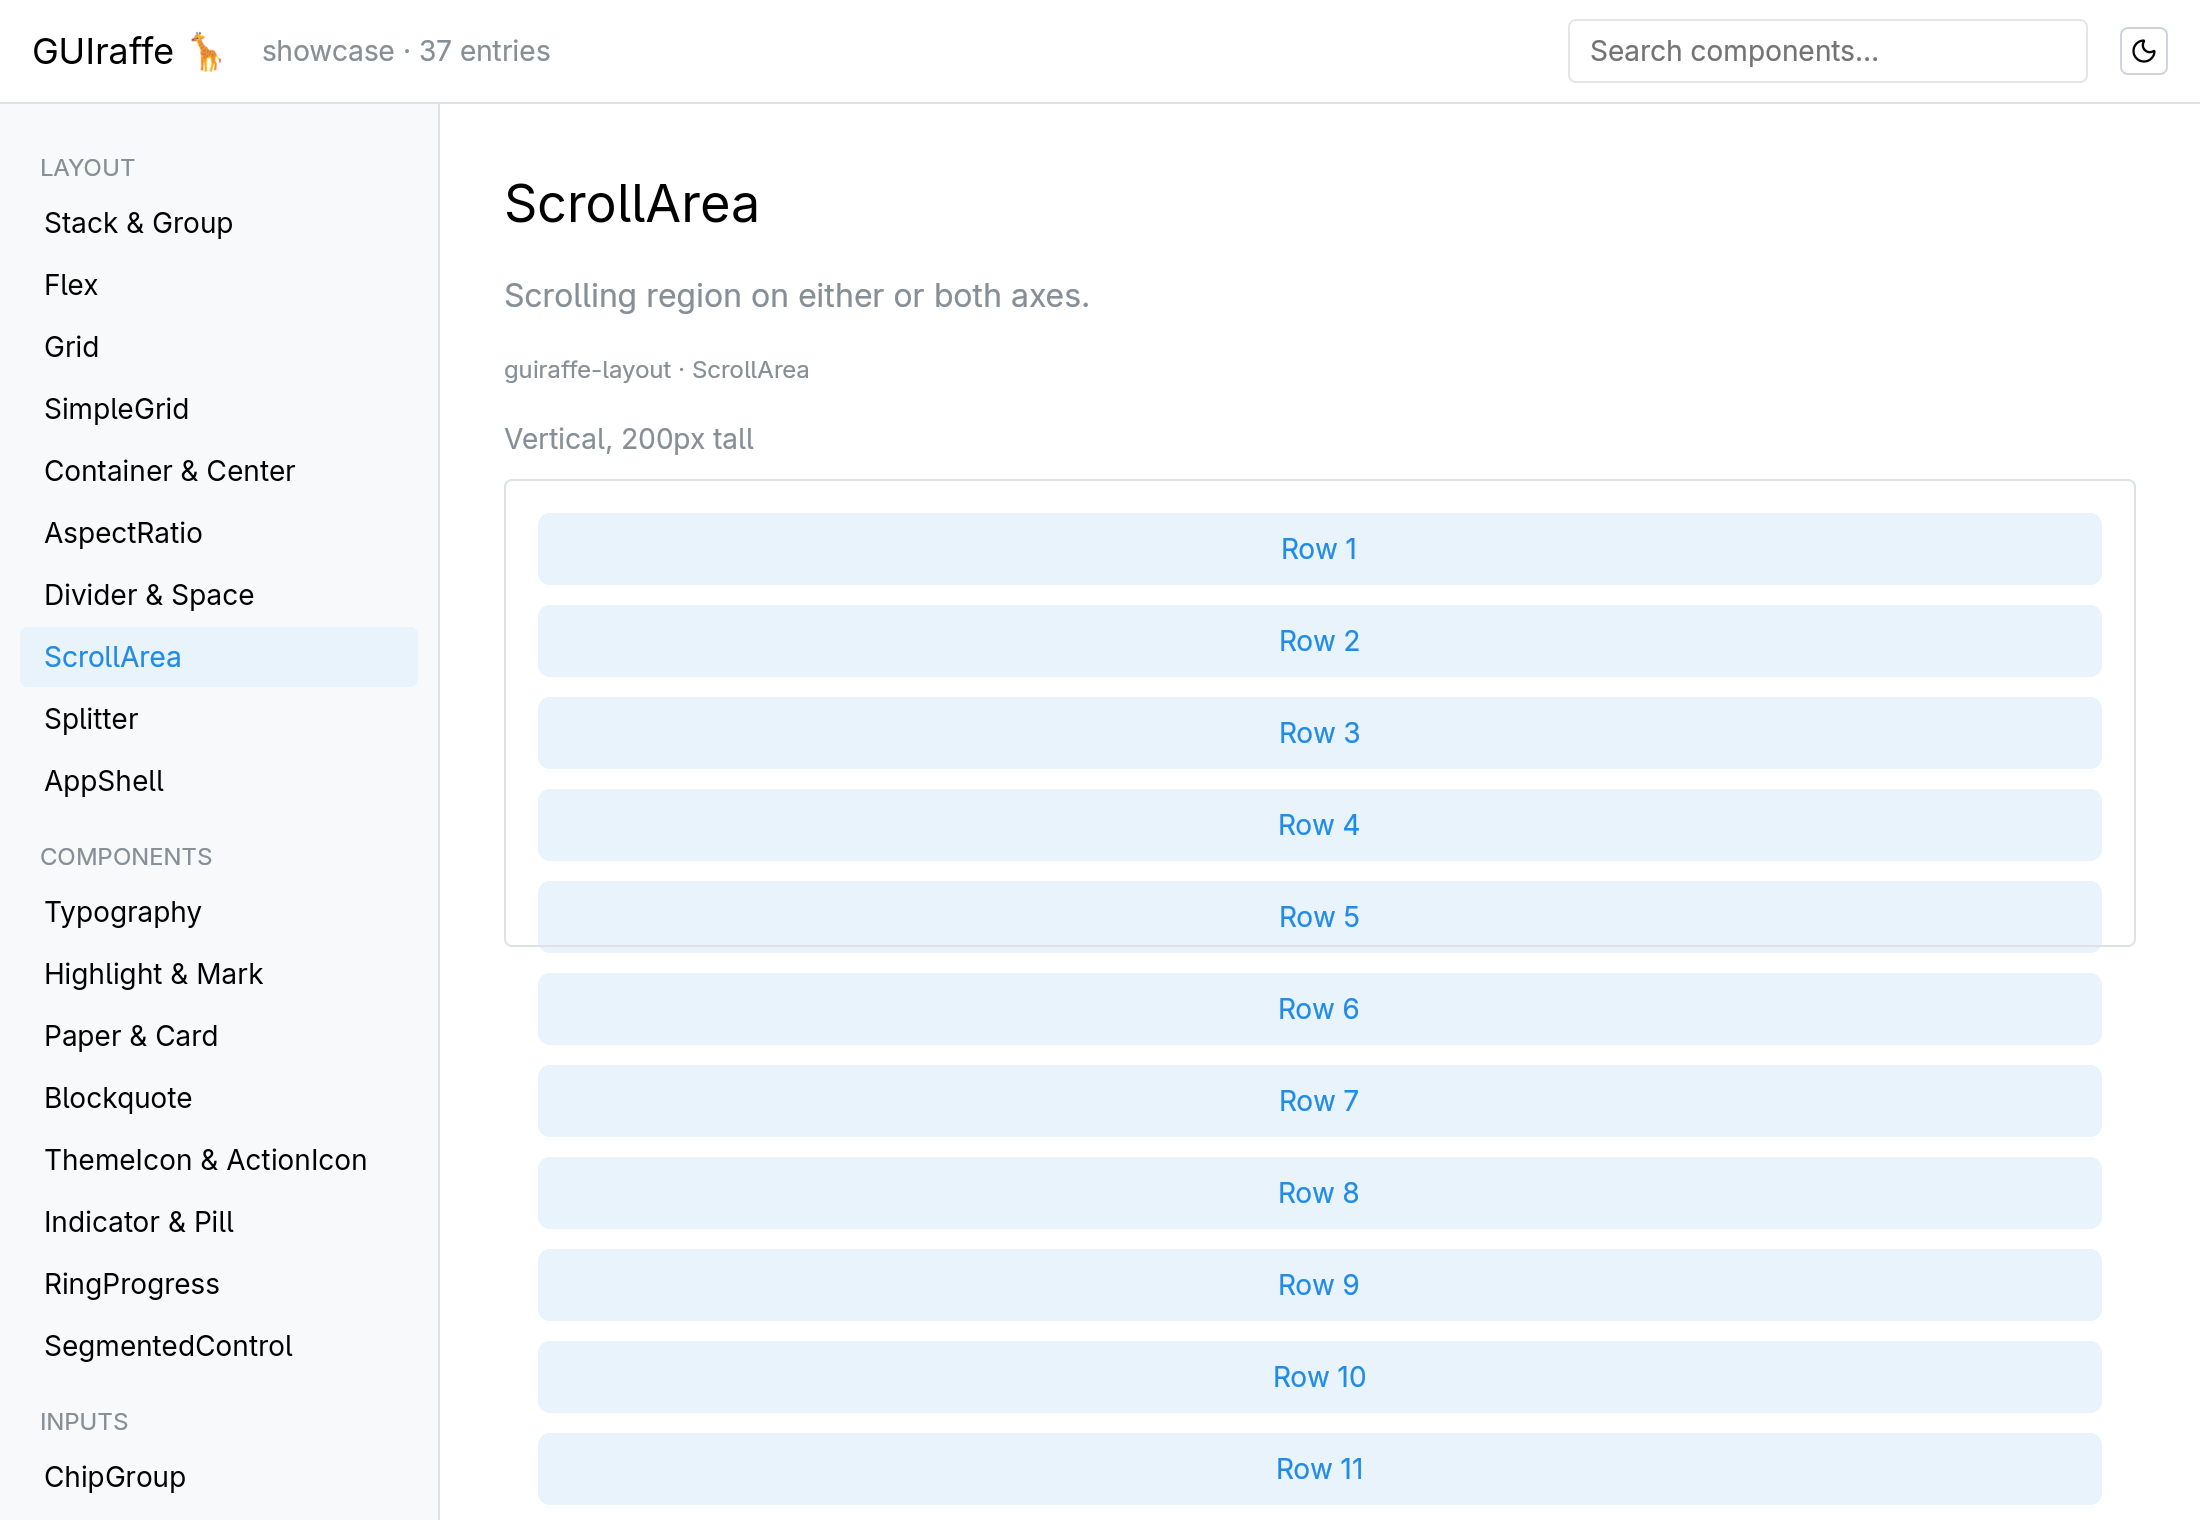 GUIraffe 🦒 showcase · 37 entries
Search components...
LAYOUT
Stack & Group
Flex
Grid
SimpleGrid
Container & Center
AspectRatio
Divider & Space
ScrollArea
Splitter
AppShell
COMPONENTS
Typography
Highlight & Mark
Paper & Card
Blockquote
ThemeIcon & ActionIcon
Indicator & Pill
RingProgress
SegmentedControl
INPUTS
ChipGroup
ScrollArea
Scrolling region on either or both axes.
guiraffe-layout · ScrollArea
Vertical, 200px tall
Row 1
Row 2
Row 3
Row 4
Row 5
Row 6
Row 7
Row 8
Row 9
Row 10
Row 11